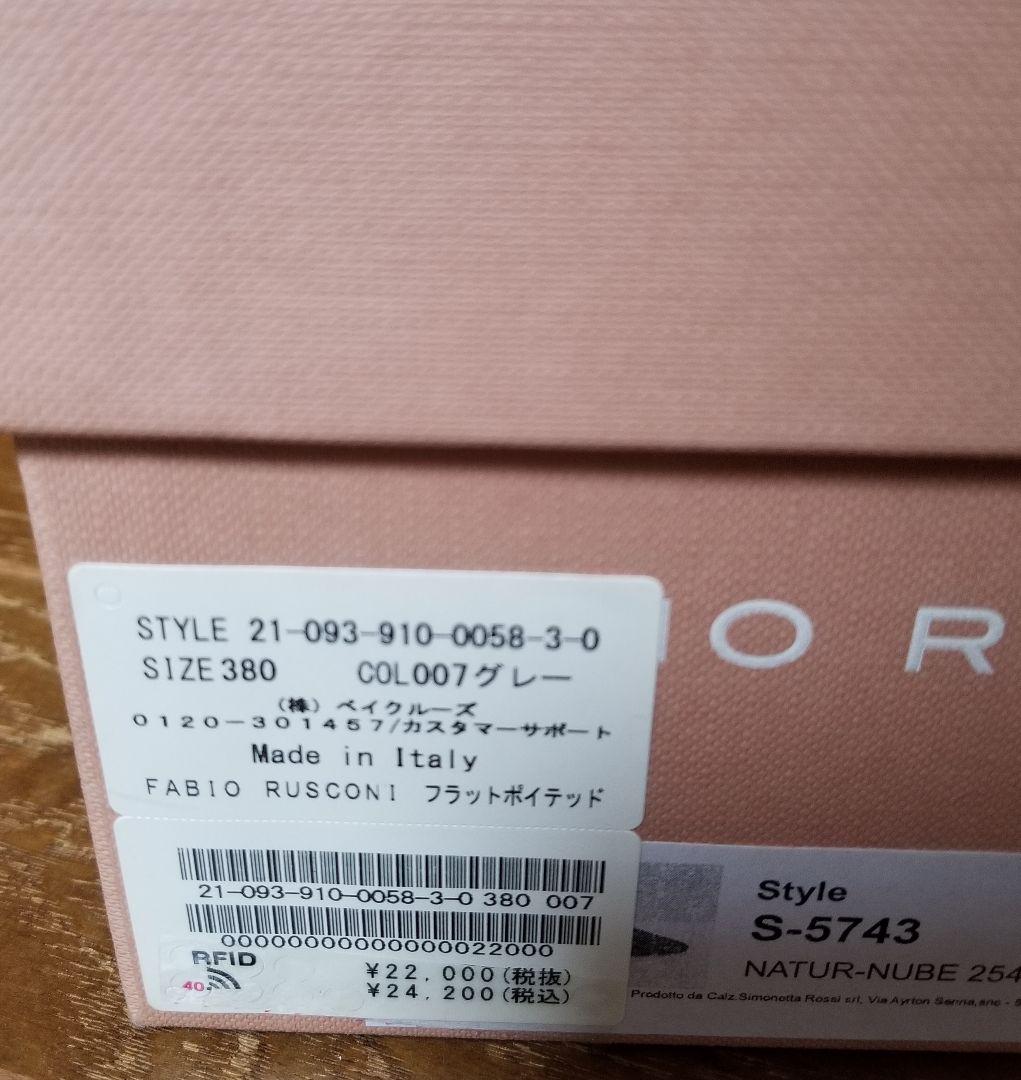 OR
STYLE 21-093-910-0058-3-0
SIZE380 COL007グレー
(株) ベイクルーズ
0120-301457/カスタマーサポート
Made in Italy
FABIO RUSCONI フラットポイテッド
21-093-910-0058-3-0 380 007
00000000000000022000
RFID
40
¥22,000(税抜)
¥24,200(税込)
Style
S-5743
NATUR-NUBE 254
Prodotto da Calz.Simonetta Rossi srl, Via Ayrton Senna,snc - 5